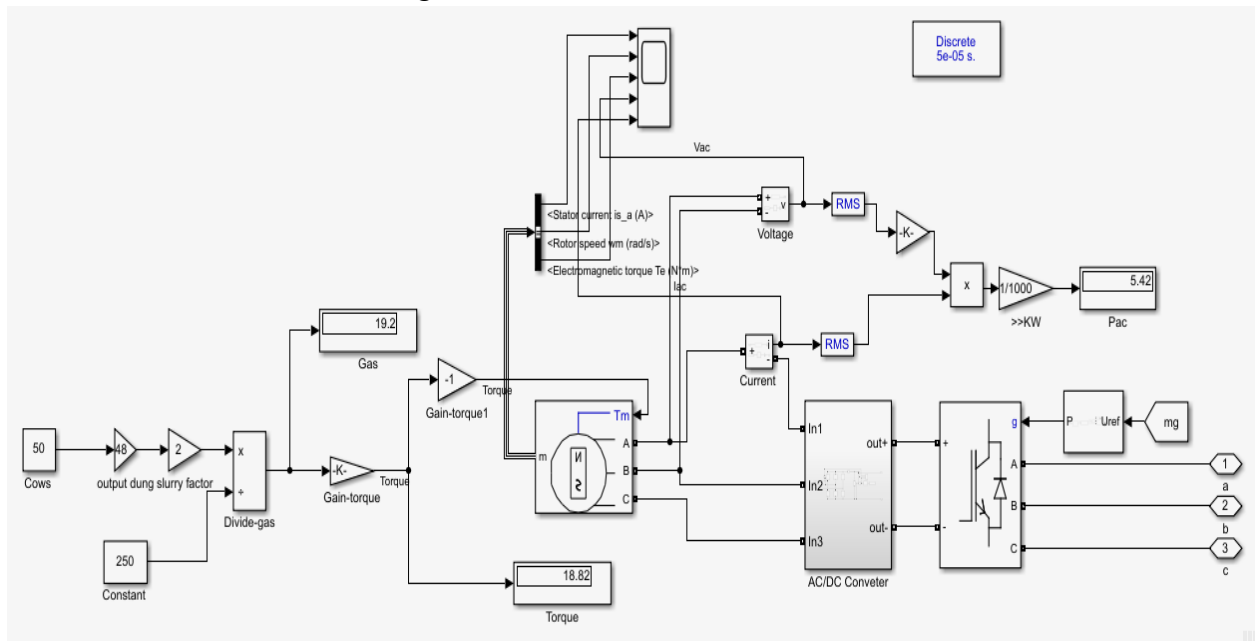 Discrete
5e-05 s.
Vac
<Stator current is_a (A)>
<Rotor speed wm (rad/s)>
<Electromagnetic torque Te (N*m)>
Iac
+
-
v
Voltage
RMS
-K-
x
1/1000
>>KW
5.42
Pac
19.2
Gas
+
-
i
Current
RMS
-1
Gain-torque1
Torque
50
Cows
48
2
output dung slurry factor
x
÷
Divide-gas
-K-
Gain-torque
Torque
250
Constant
18.82
Torque
Tm
m
N
S
A
B
C
In1
In2
In3
out+
out-
AC/DC Conveter
+
-
g
A
B
C
P
Uref
mg
1
a
2
b
3
c